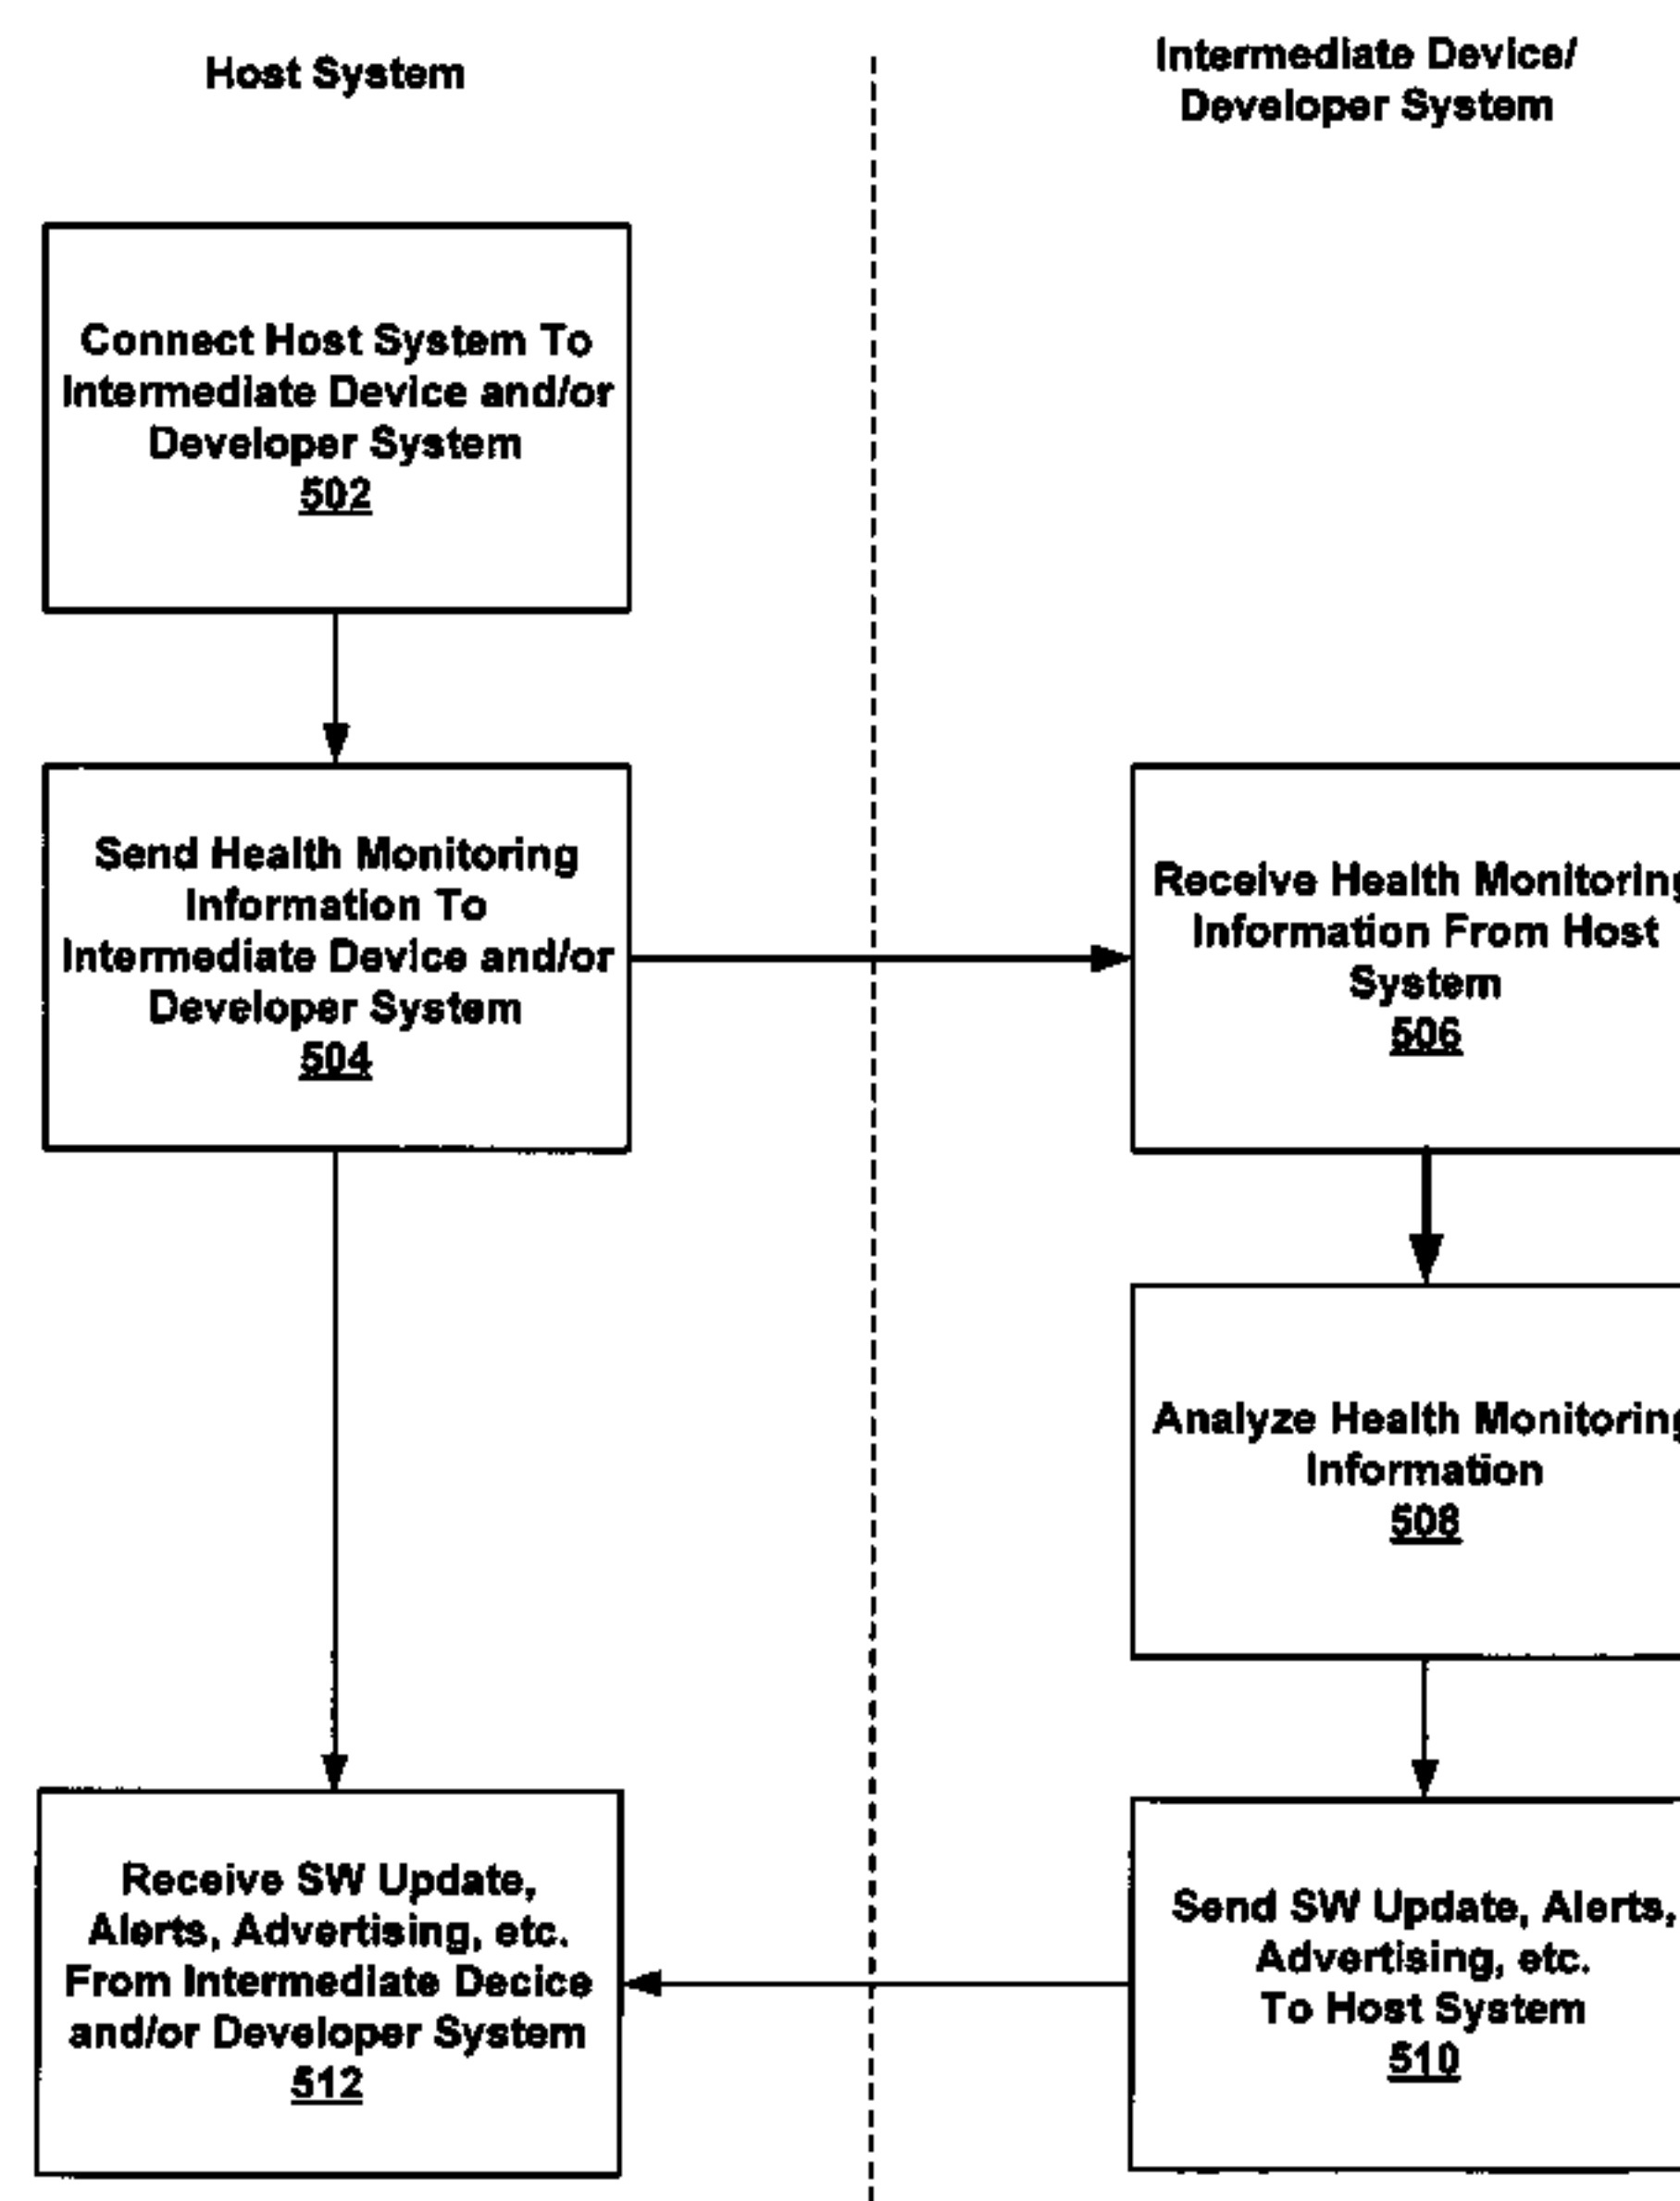 Host System
Intermediate Device/
Developer System
Connect Host System To
Intermediate Device and/or
Developer System
502
Send Health Monitoring
Information To
Intermediate Device and/or
Developer System
504
Receive Health Monitoring
Information From Host
System
506
Analyze Health Monitoring
Information
508
Receive SW Update,
Alerts, Advertising, etc.
From Intermediate Decice
and/or Developer System
512
Send SW Update, Alerts,
Advertising, etc.
To Host System
510